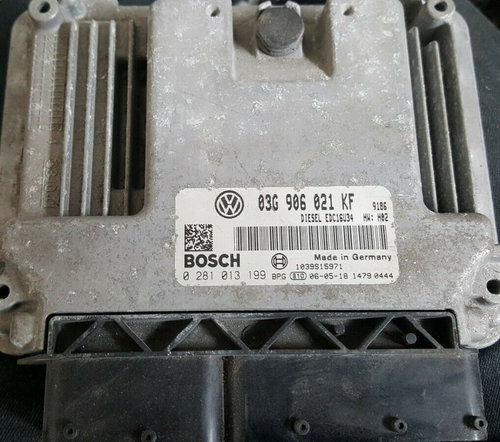 03G 906 021 KF 9186
DIESEL EDC16U34 HW: H02
BOSCH Made in Germany
1039S15971
0 281 013 199 BPG 810 06-05-18 1479 0444